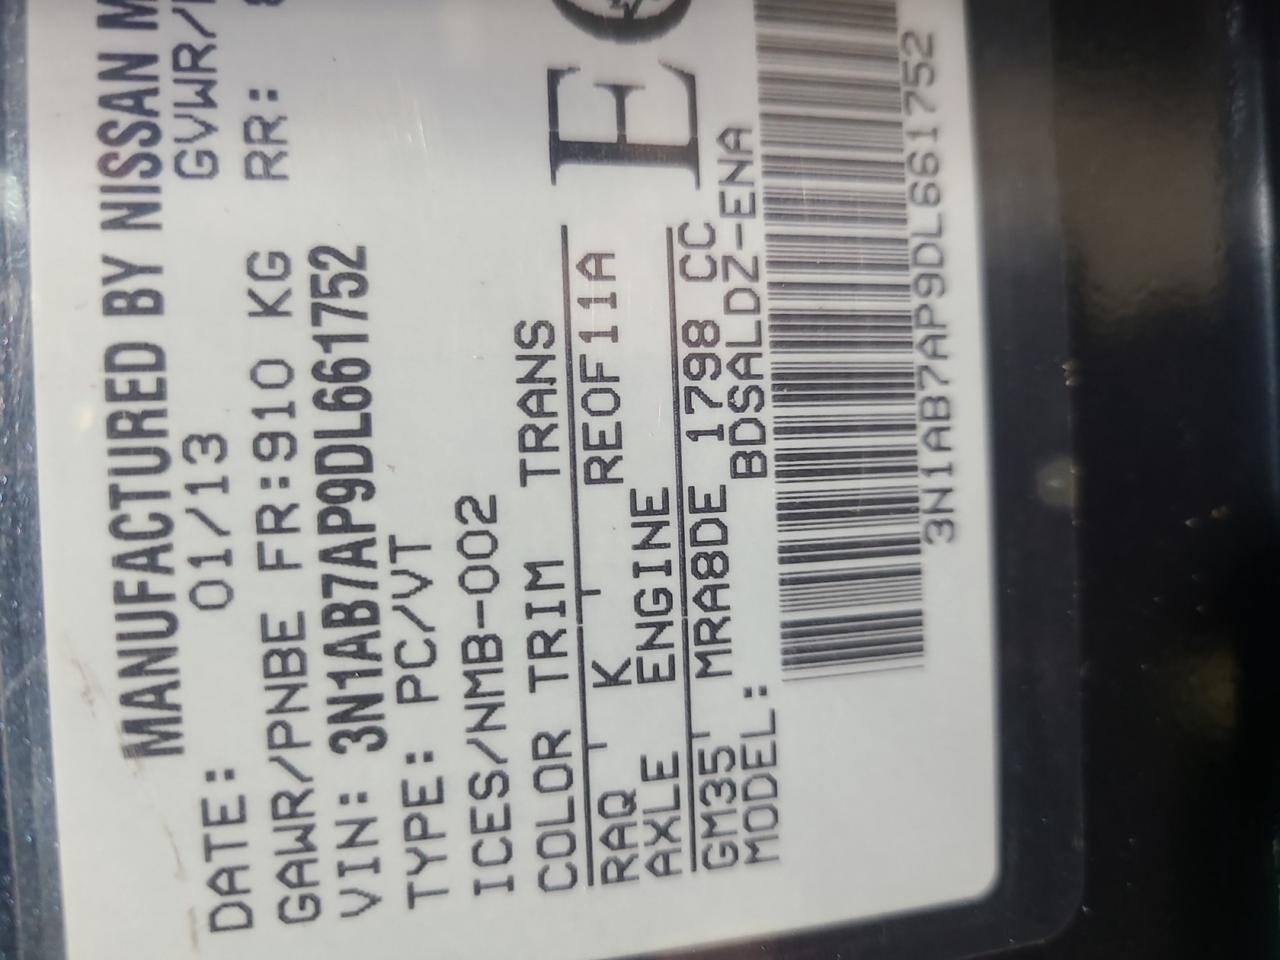 MANUFACTURED BY NISSAN M
DATE: 01/13 GVWR/
GAWR/PNBE FR:910 KG RR:
VIN: 3N1AB7AP9DL661752
TYPE: PC/VT
ICES/NMB-002
COLOR TRIM TRANS
RAQ K REOF11A
AXLE ENGINE
GM35 MRA8DE 1798 CC
MODEL: BDSALDZ-ENA
E
3N1AB7AP9DL661752